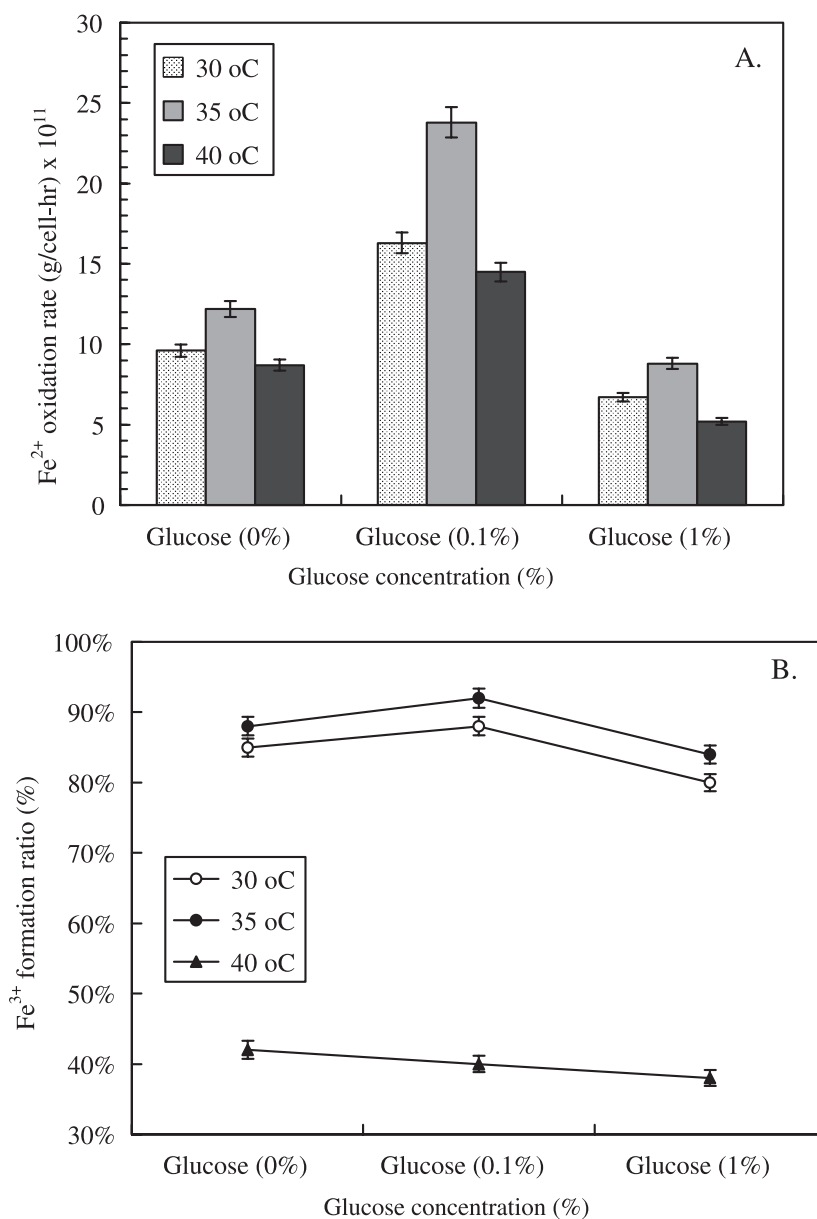 A.
30 oC
35 oC
40 oC
Fe²⁺ oxidation rate (g/cell-hr) x 10¹¹
30
25
20
15
10
5
0
Glucose (0%) Glucose (0.1%) Glucose (1%)
Glucose concentration (%)
B.
100%
90%
80%
70%
60%
50%
40%
30%
Fe³⁺ formation ratio (%)
30 oC
35 oC
40 oC
Glucose (0%) Glucose (0.1%) Glucose (1%)
Glucose concentration (%)